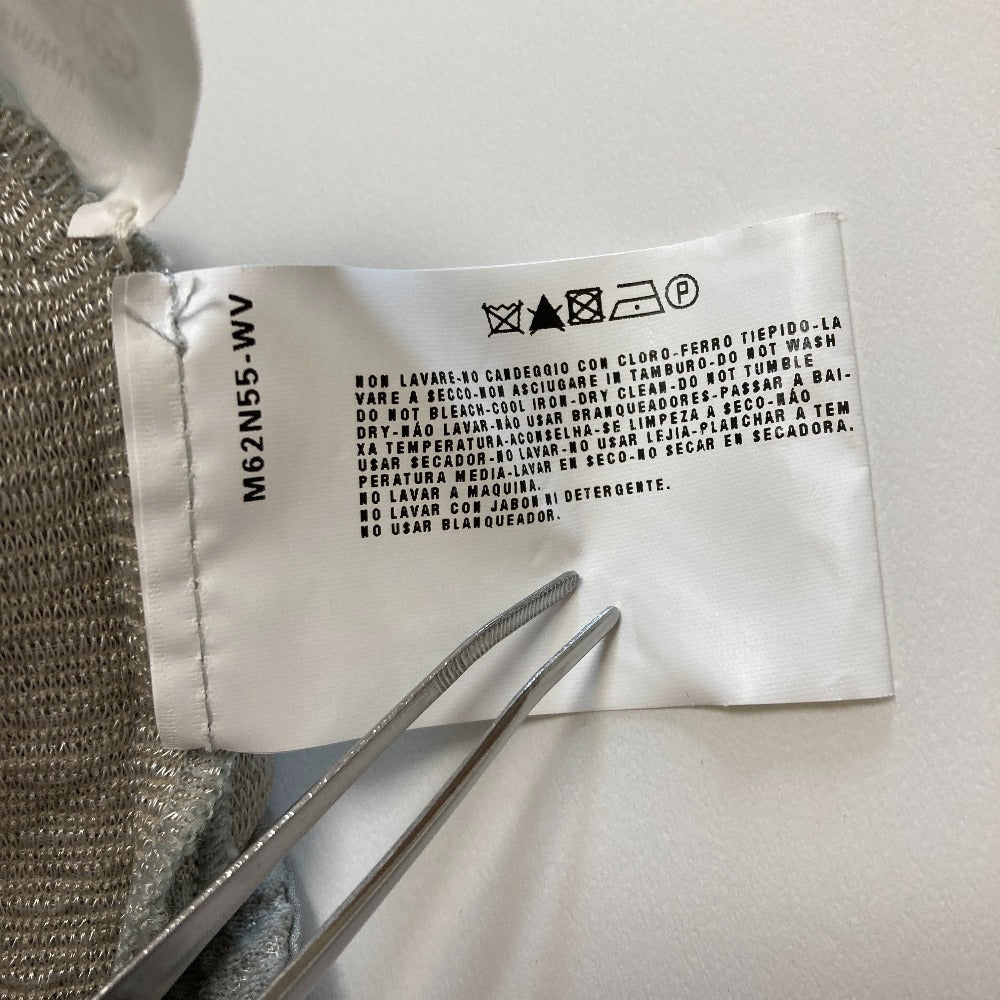 M62N55-WV
P
NON LAVARE-NO CANDEGGIO CON CLORO-FERRO TIEPIDO-LA
VARE A SECCO-NON ASCIUGARE IN TAMBURO-DO NOT WASH
DO NOT BLEACH-COOL IRON-DRY CLEAN-DO NOT TUMBLE
DRY-NÁO LAVAR-NÁO USAR BRANQUEADORES-PASSAR A BAI-
XA TEMPERATURA-ACONSELHA-SE LIMPEZA A SECO-NÁO
USAR SECADOR-NO LAVAR-NO USAR LEJIA-PLANCHAR A TEM
PERATURA MEDIA-LAVAR EN SECO-NO SECAR EN SECADORA.
NO LAVAR A MAQUINA.
NO LAVAR CON JABON NI DETERGENTE.
NO USAR BLANQUEADOR.